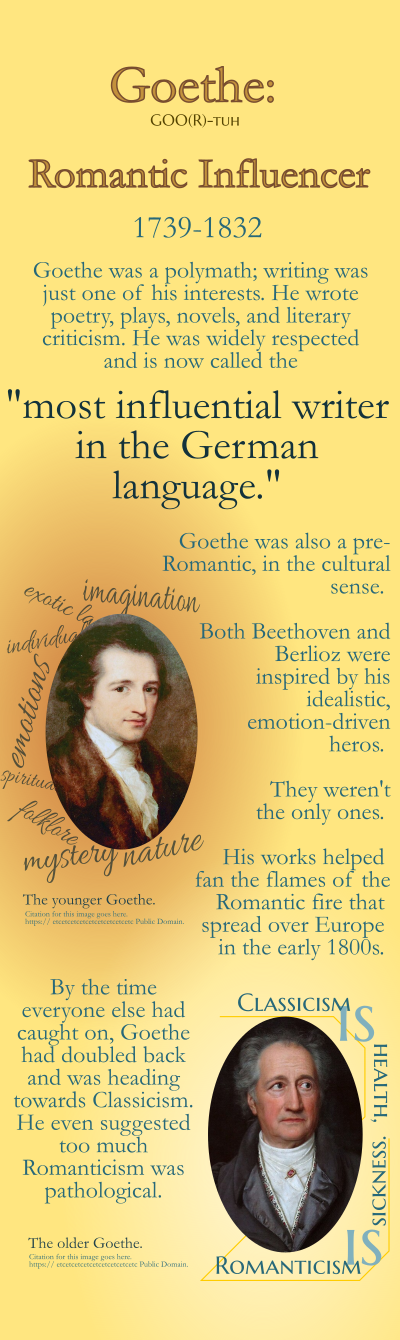 Goethe:
GOO(R)-TUH
Romantic Influencer
1739-1832
Goethe was a polymath; writing was
just one of his interests. He wrote
poetry, plays, novels, and literary
criticism. He was widely respected
and is now called the
"most influential writer
in the German
language."
Goethe was also a pre-
Romantic, in the cultural
sense.
exotic
imagination
emotions
folklore
mystery nature
Both Beethoven and
Berlioz were
inspired by his
idealistic,
emotion-driven
heros.
They weren't
the only ones.
His works helped
fan the flames of the
Romantic fire that
spread over Europe
in the early 1800s.
The younger Goethe.
Citation for this image goes here.
https:// etcetcetcetcetcetcetcetcetc Public Domain.
By the time
everyone else had
caught on, Goethe
had doubled back
and was heading
towards Classicism.
He even suggested
too much
Romanticism was
pathological.
CLASSICISM
IS
HEALTH,
ROMANTICISM
IS
SICKNESS.
The older Goethe.
Citation for this image goes here.
https:// etcetcetcetcetcetcetcetcetc Public Domain.